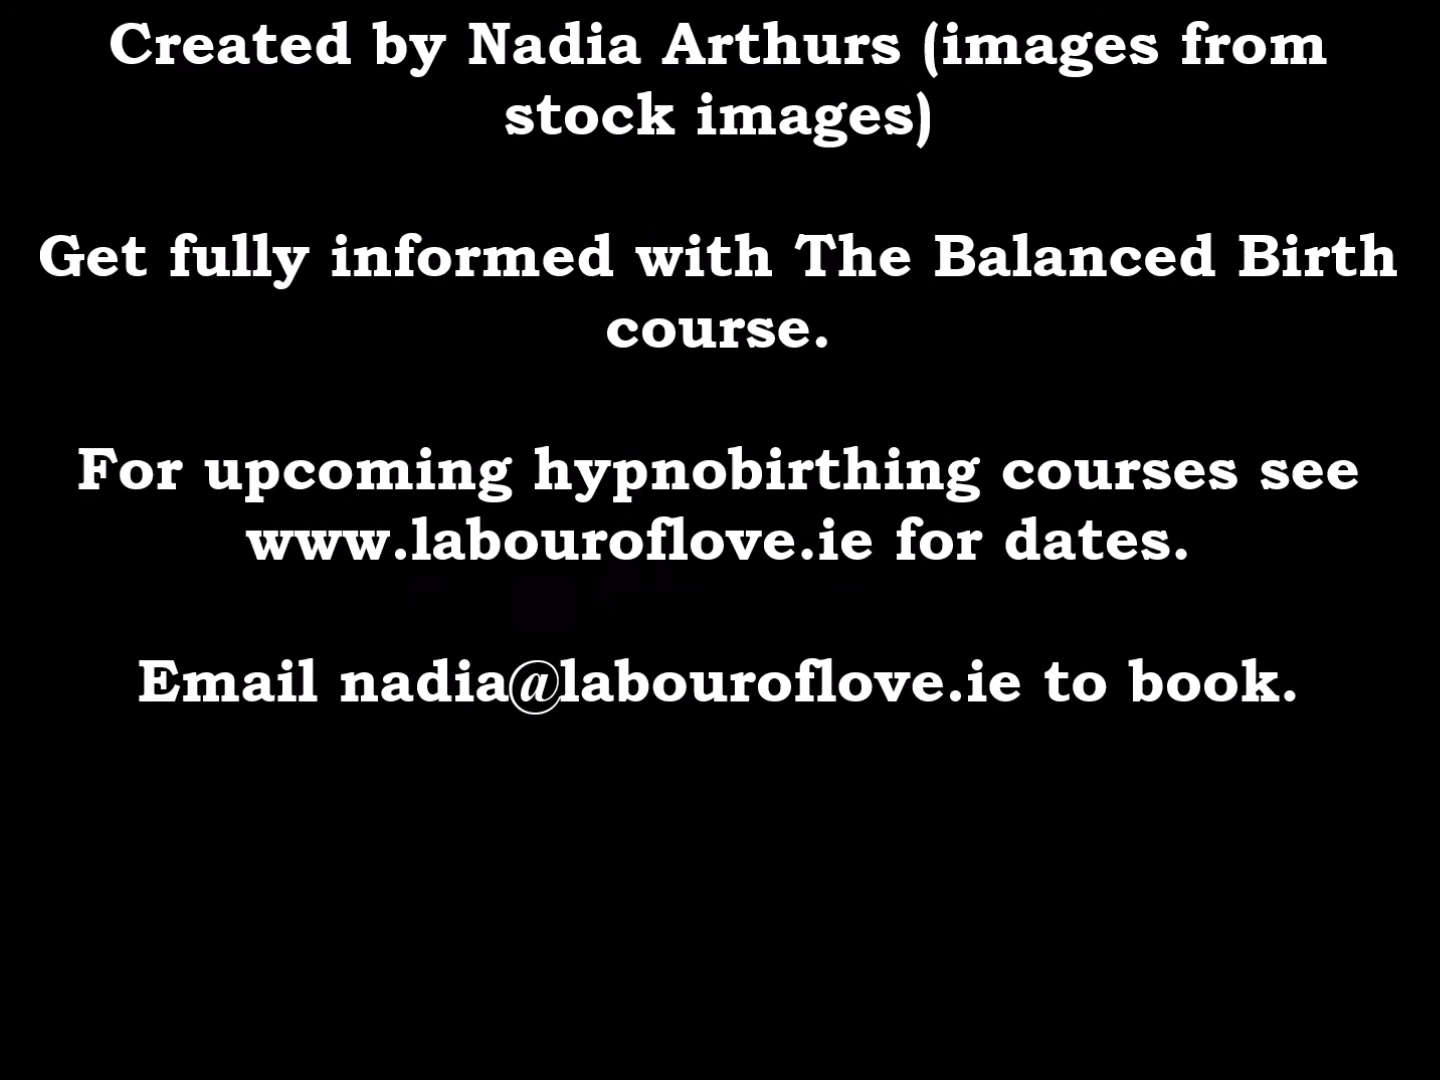 Created by Nadia Arthurs (images from
stock images)
Get fully informed with The Balanced Birth
course.
For upcoming hypnobirthing courses see
www.labouroflove.ie for dates.
Email nadia@labouroflove.ie to book.